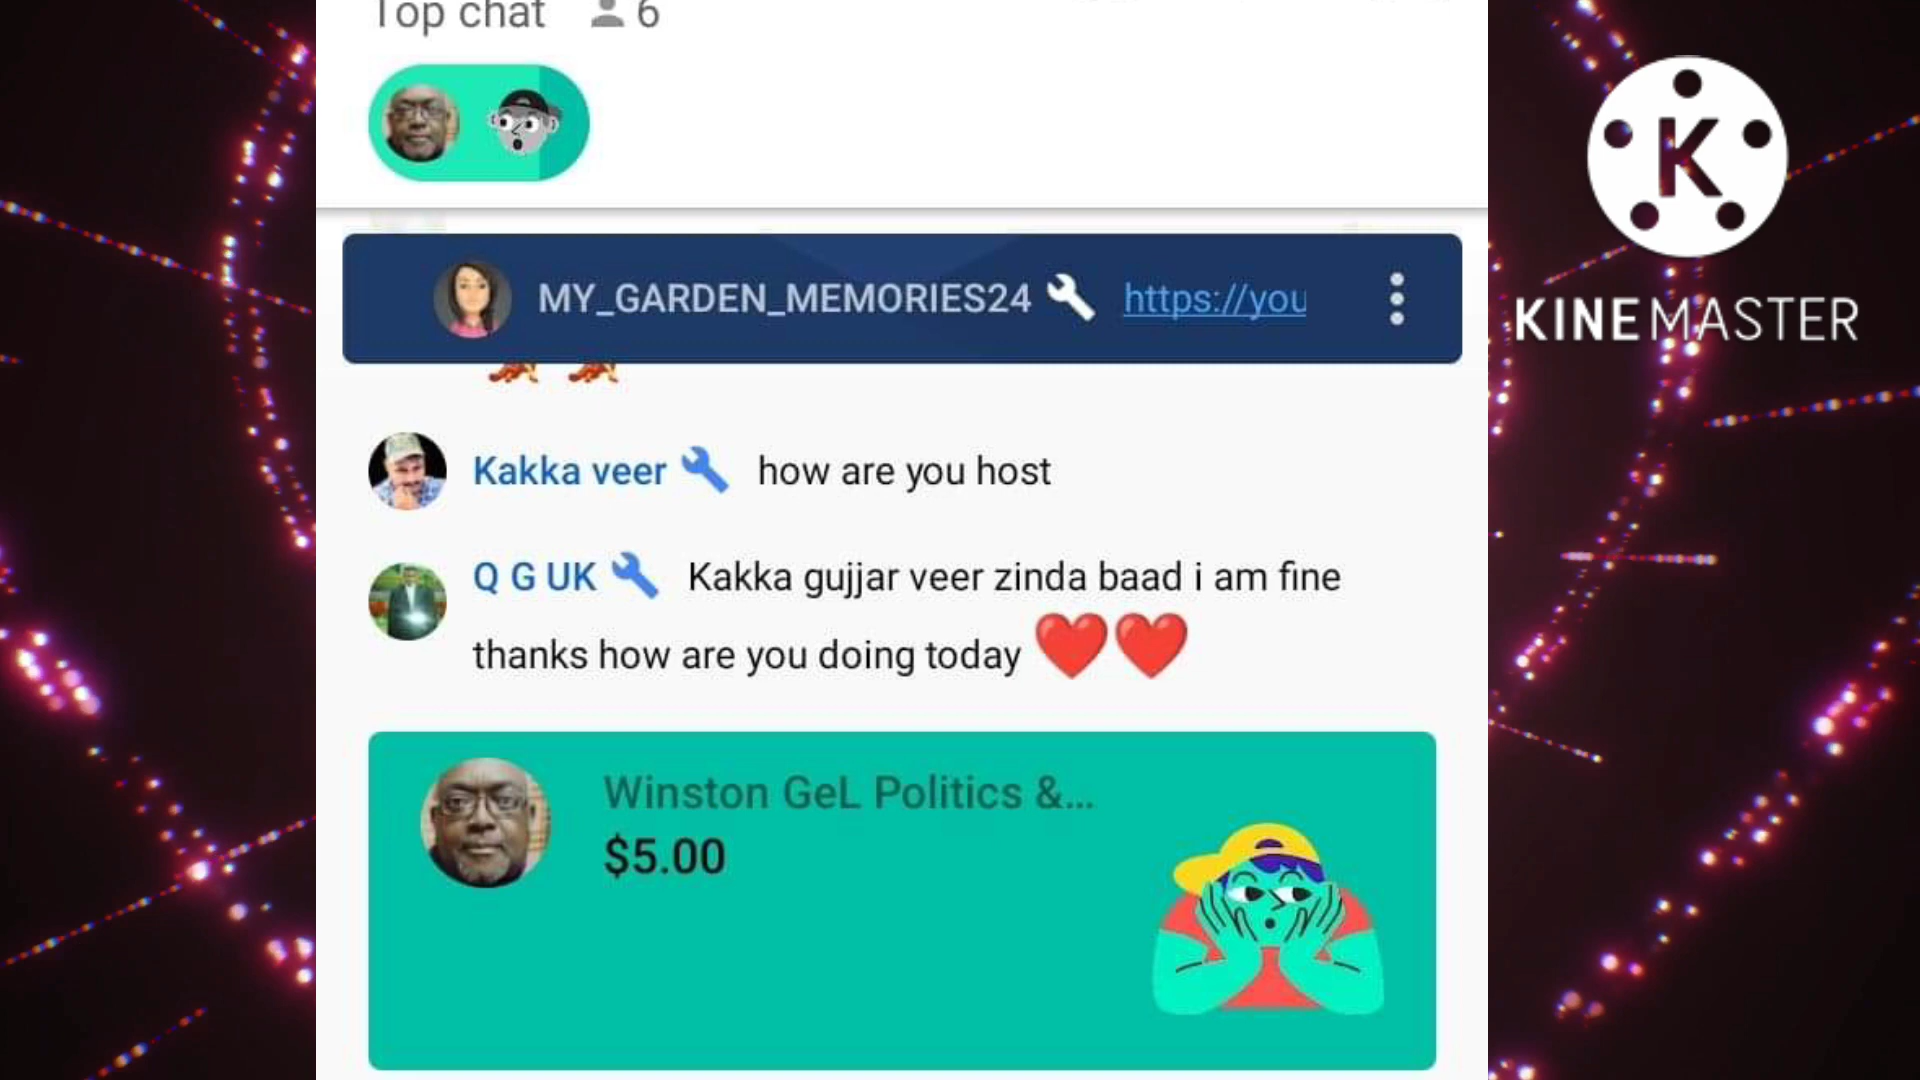 Top chat 6
MY_GARDEN_MEMORIES24 https://you
Kakka veer how are you host
Q G UK Kakka gujjar veer zinda baad i am fine
thanks how are you doing today
Winston GeL Politics &...
$5.00
K
KINEMASTER